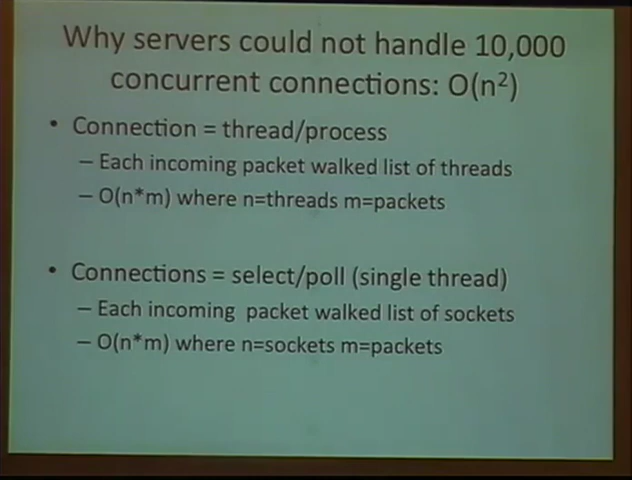 Why servers could not handle 10,000
concurrent connections: O(n²)
• Connection = thread/process
– Each incoming packet walked list of threads
– O(n*m) where n=threads m=packets
• Connections = select/poll (single thread)
– Each incoming packet walked list of sockets
– O(n*m) where n=sockets m=packets